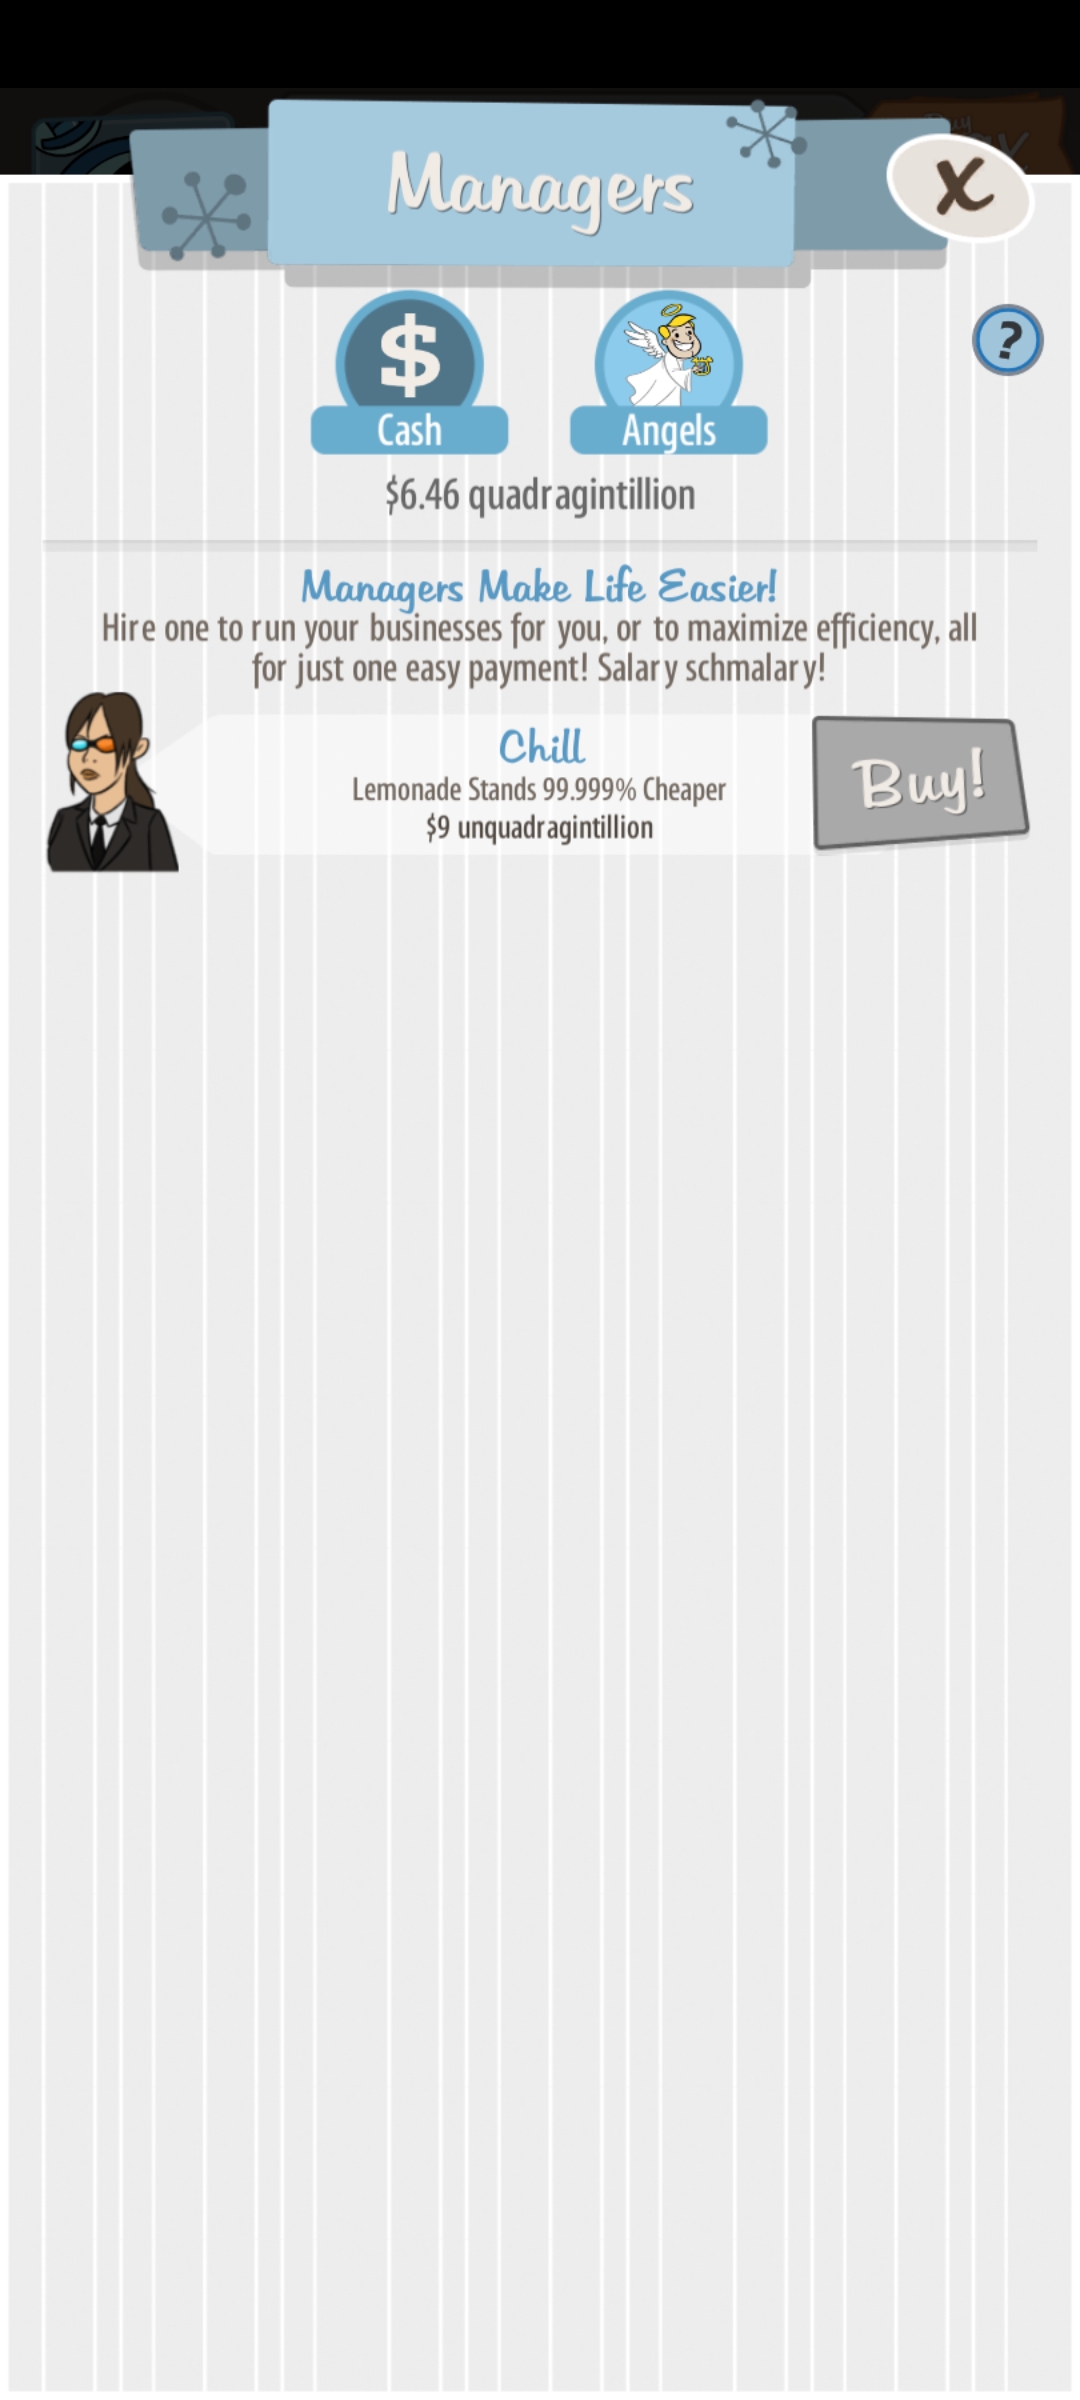 Managers
X
$
?
Cash
Angels
$6.46 quadragintillion
Managers Make Life Easier!
Hire one to run your businesses for you, or to maximize efficiency, all
for just one easy payment! Salary schmalary!
Chill
Lemonade Stands 99.999% Cheaper
$9 unquadragintillion
Buy!